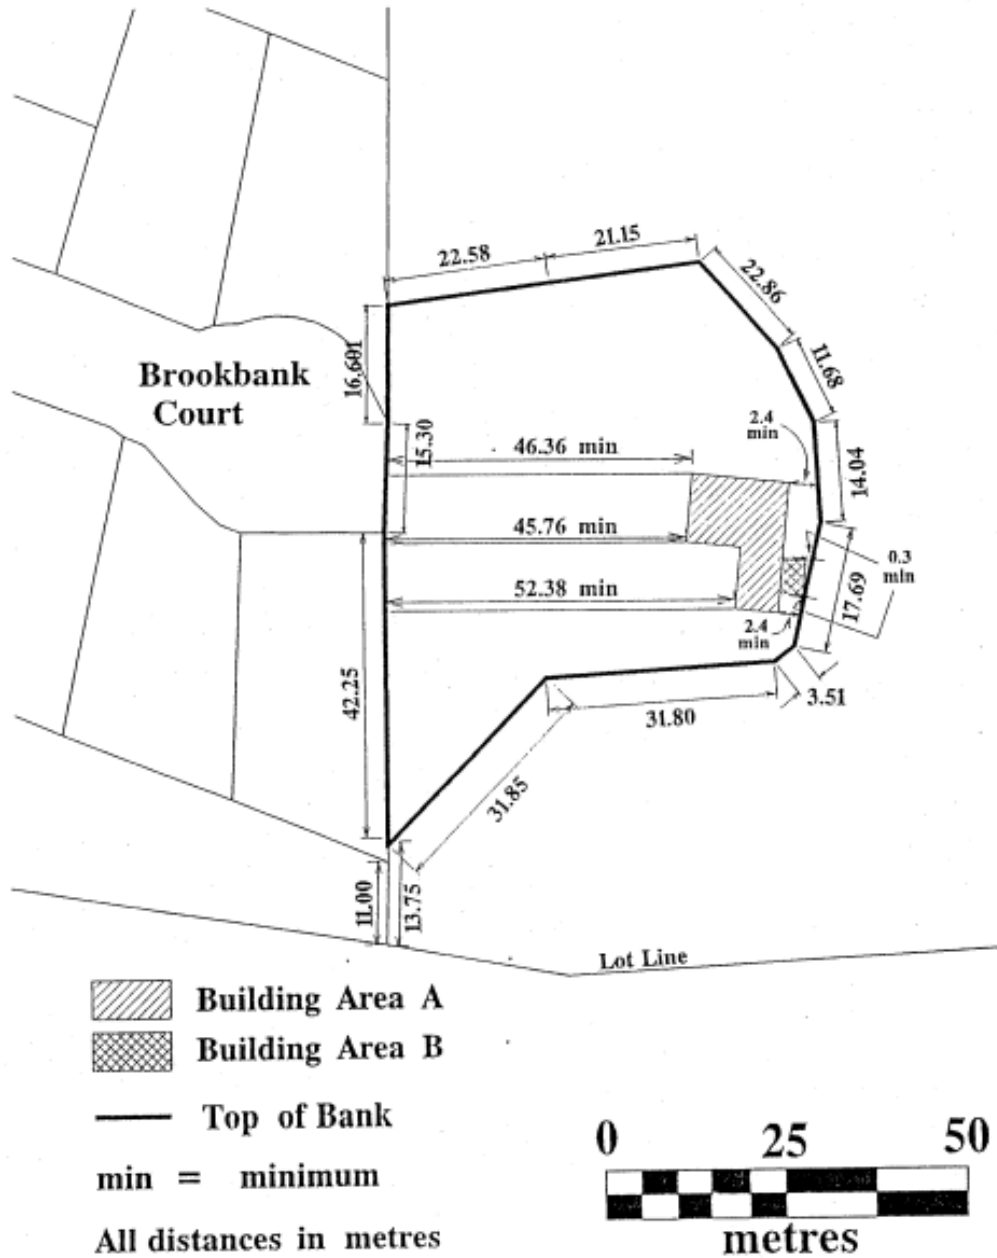 22.58
21.15
22.86
11.68
16.601
Brookbank
Court
15.30
2.4
min
46.36 min
14.04
45.76 min
0.3
min
52.38 min
17.69
2.4
min
42.25
3.51
31.80
31.85
11.00
13.75
Lot Line
Building Area A
Building Area B
Top of Bank
min = minimum
All distances in metres
0 25 50
metres